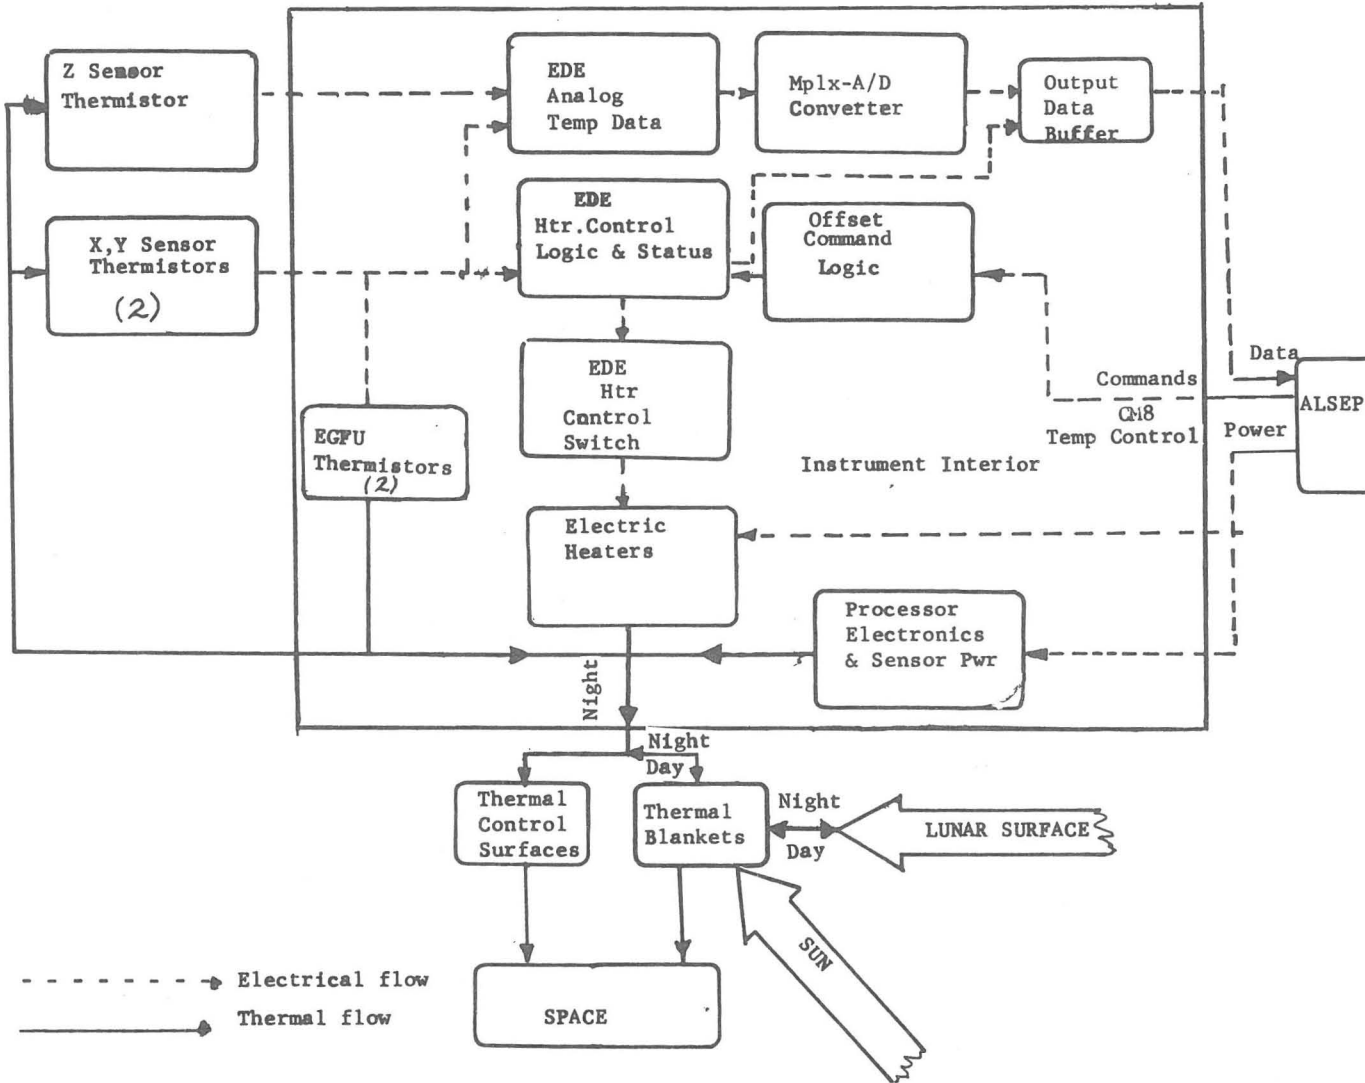 Z Sensor
Thermistor
EDE
Analog
Temp Data
Mplx-A/D
Converter
Output
Data
Buffer
X,Y Sensor
Thermistors
(2)
EDE
Htr.Control
Logic & Status
Offset
Command
Logic
EDE
Htr
Control
Switch
Data
Commands
CM8
Temp Control
ALSEP
Power
EGFU
Thermistors
(2)
Instrument Interior
Electric
Heaters
Processor
Electronics
& Sensor Pwr
Night
Night
Day
Thermal
Control
Surfaces
Thermal
Blankets
Night
Day
LUNAR SURFACE
SUN
Electrical flow
Thermal flow
SPACE